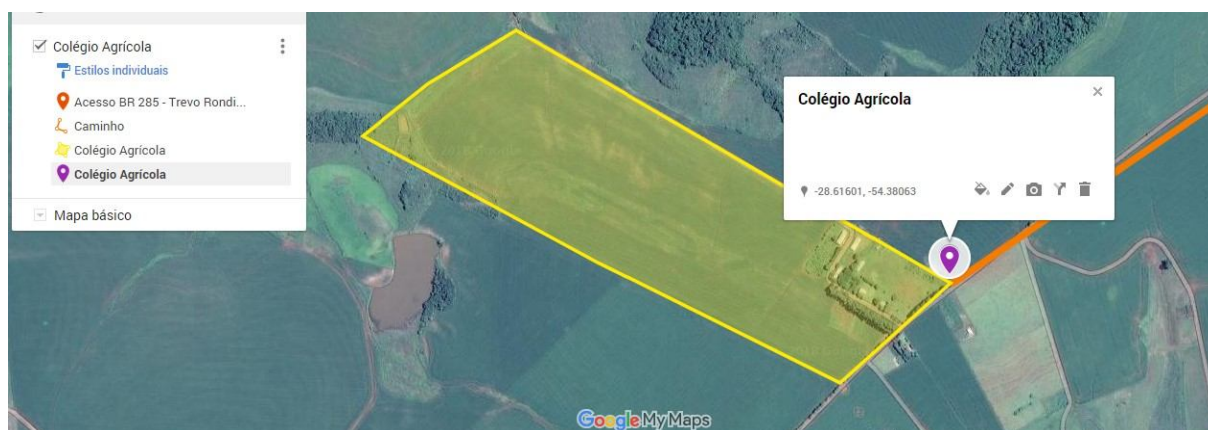 Colégio Agrícola
Estilos individuais
Acesso BR 285 - Trevo Rondi...
Caminho
Colégio Agrícola
Colégio Agrícola
Mapa básico
Colégio Agrícola
-28.61601, -54.38063
Google My Maps